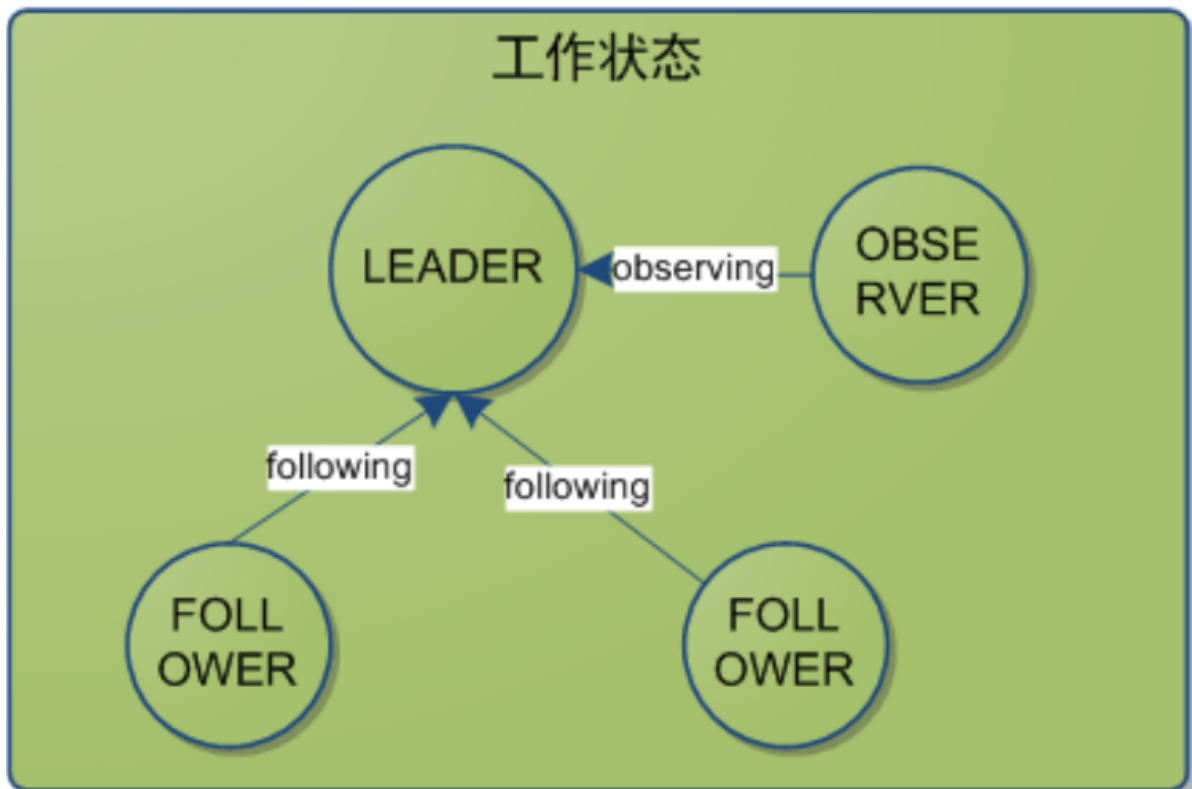 工作状态
LEADER
observing
OBSE
RVER
following
following
FOLL
OWER
FOLL
OWER